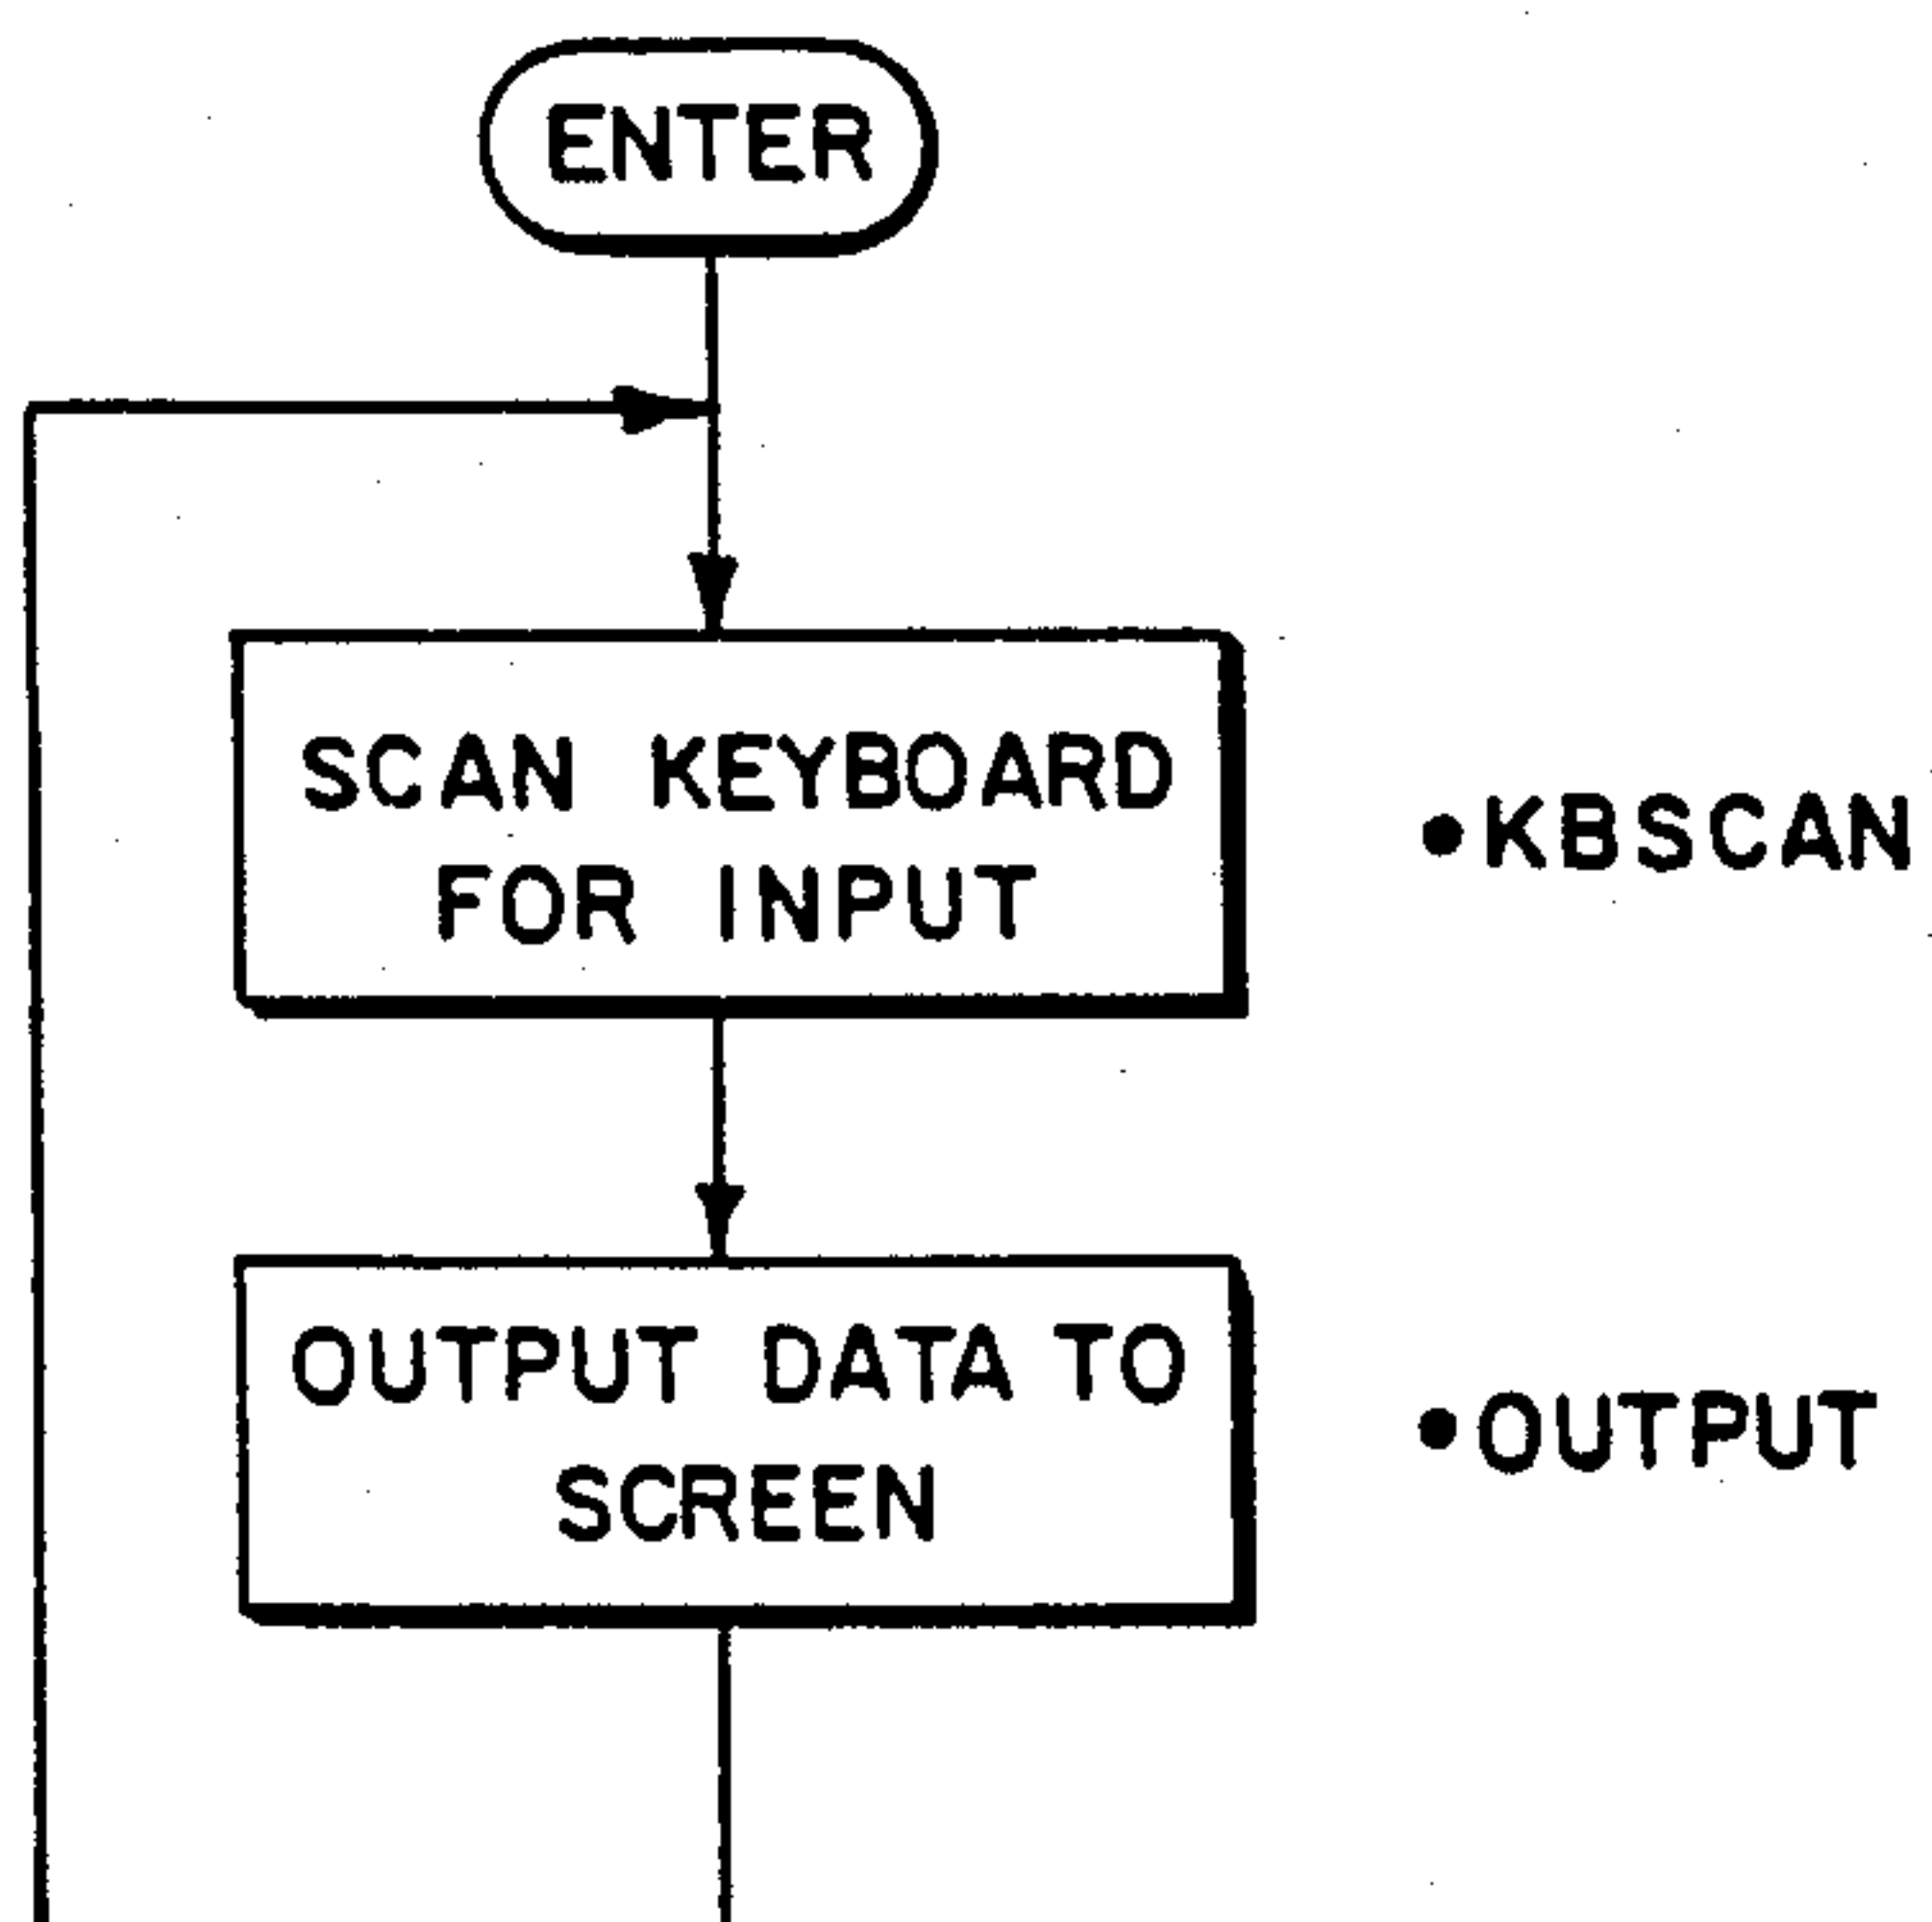 ENTER
SCAN KEYBOARD
FOR INPUT
•KBSCAN
OUTPUT DATA TO
SCREEN
•OUTPUT